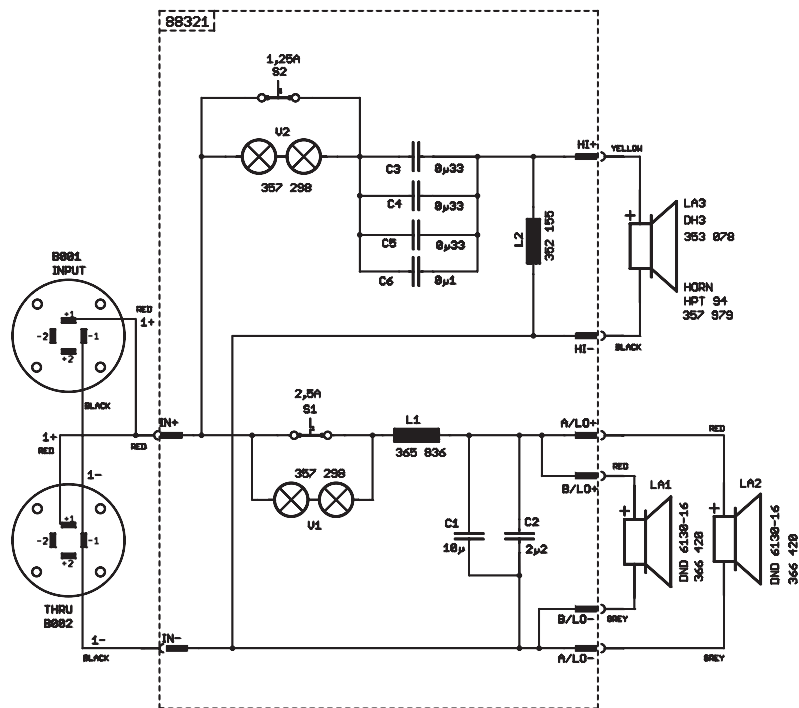 88321
1,25A
S2
V2
357 298
C3 0µ33
C4 0µ33
C5 0µ33
C6 0µ1
L2
352 155
HI+
YELLOW
LA3
DH3
353 078
HORN
HPT 94
357 979
HI-
BLACK
B001
INPUT
+1
-2
-1
+2
RED
1+
BLACK
1+
RED
RED
IN+
1-
2,5A
S1
357 298
V1
L1
365 836
C1
10µ
C2
2µ2
A/LO+
RED
B/LO+
RED
LA1
DND 6130-16
366 420
LA2
DND 6130-16
366 420
B/LO-
GREY
A/LO-
GREY
+1
-2
-1
+2
THRU
B002
1-
BLACK
IN-
+
+
+